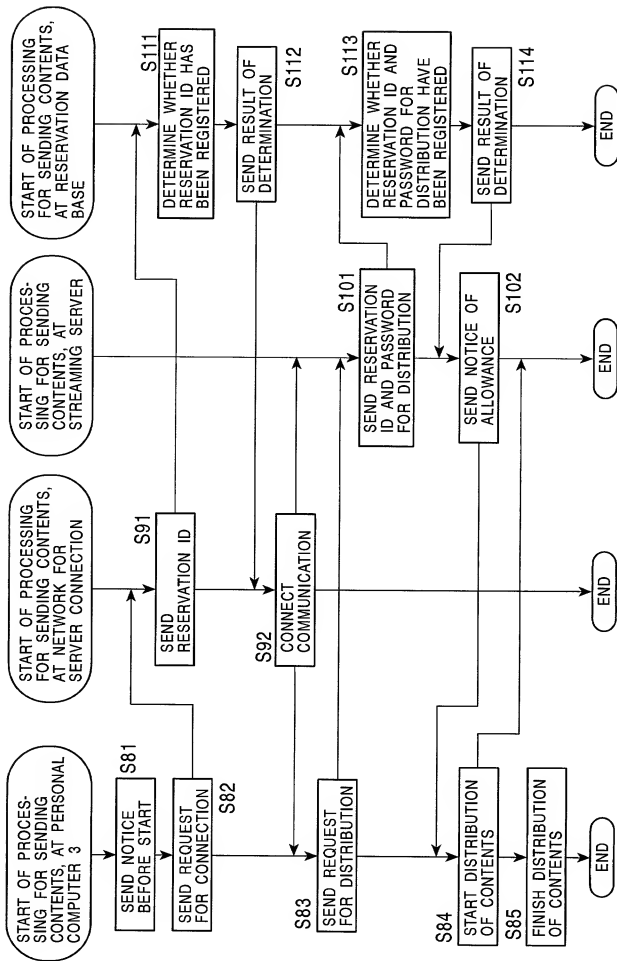 START OF PROCES-
SING FOR SENDING
CONTENTS, AT PERSONAL
COMPUTER 3
S81
SEND NOTICE
BEFORE START
S82
SEND REQUEST
FOR CONNECTION
S83
SEND REQUEST
FOR DISTRIBUTION
S84
START DISTRIBUTION
OF CONTENTS
S85
FINISH DISTRIBUTION
OF CONTENTS
END
START OF PROCESSING
FOR SENDING CONTENTS,
AT NETWORK FOR
SERVER CONNECTION
S91
SEND
RESERVATION ID
S92
CONNECT
COMMUNICATION
END
START OF PROCES-
SING FOR SENDING
CONTENTS, AT
STREAMING SERVER
S101
SEND RESERVATION
ID AND PASSWORD
FOR DISTRIBUTION
S102
SEND NOTICE OF
ALLOWANCE
END
START OF PROCESSING
FOR SENDING CONTENTS,
AT RESERVATION DATA
BASE
S111
DETERMINE WHETHER
RESERVATION ID HAS
BEEN REGISTERED
S112
SEND RESULT OF
DETERMINATION
S113
DETERMINE WHETHER
RESERVATION ID AND
PASSWORD FOR
DISTRIBUTION HAVE
BEEN REGISTERED
S114
SEND RESULT OF
DETERMINATION
END